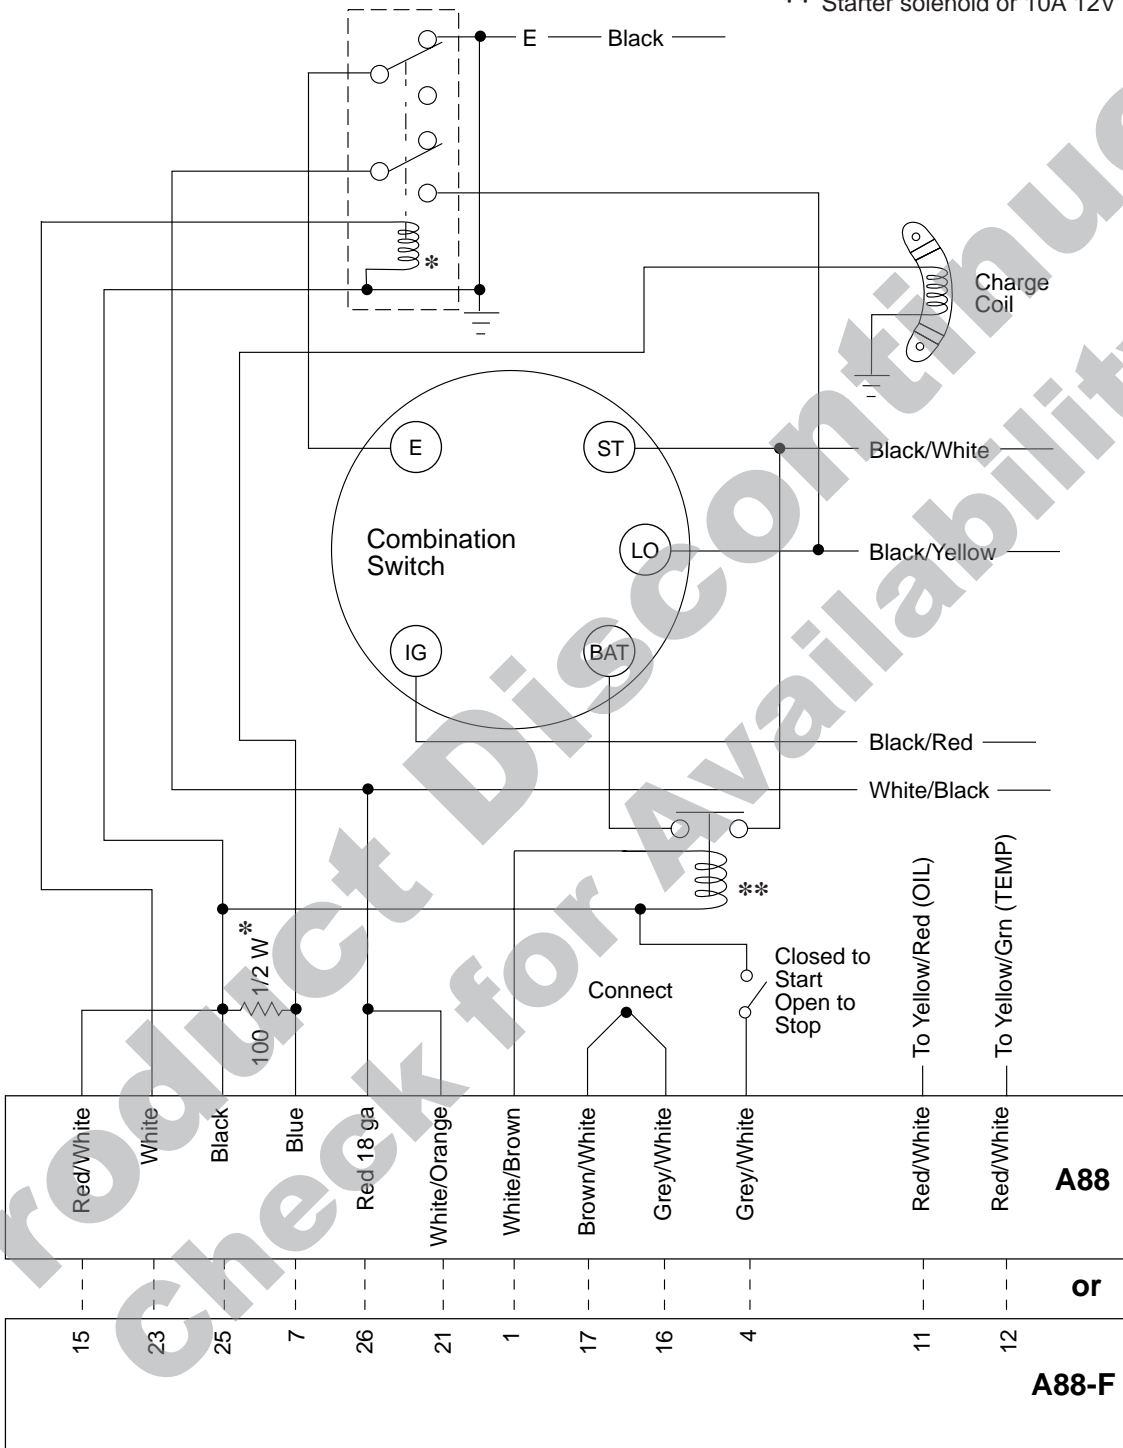 ** Starter solenoid or 10A 12V
E Black
*
Charge
Coil
E
ST
Black/White
Combination
Switch
LO
Black/Yellow
IG
BAT
Black/Red
White/Black
**
*
100 1/2 W
Closed to
Start
Open to
Stop
Connect
To Yellow/Red (OIL)
To Yellow/Grn (TEMP)
Red/White
White
Black
Blue
Red 18 ga
White/Orange
White/Brown
Brown/White
Grey/White
Grey/White
Red/White
Red/White
A88
or
15
23
25
7
26
21
1
17
16
4
11
12
A88-F
roduct Discontinue
Check for Availability